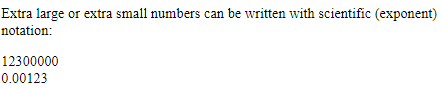 Extra large or extra small numbers can be written with scientific (exponent)
notation:
12300000
0.00123